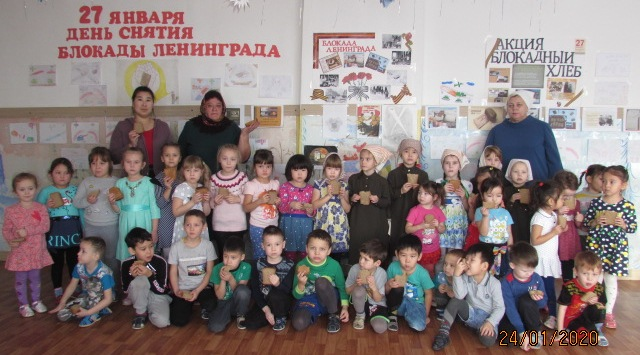 27 ЯНВАРЯ
ДЕНЬ СНЯТИЯ
БЛОКАДЫ ЛЕНИНГРАДА
БЛОКАДА
ЛЕНИНГРАДА
27
АКЦИЯ
БЛОКАДНЫЙ
ХЛЕБ
24/01/2020